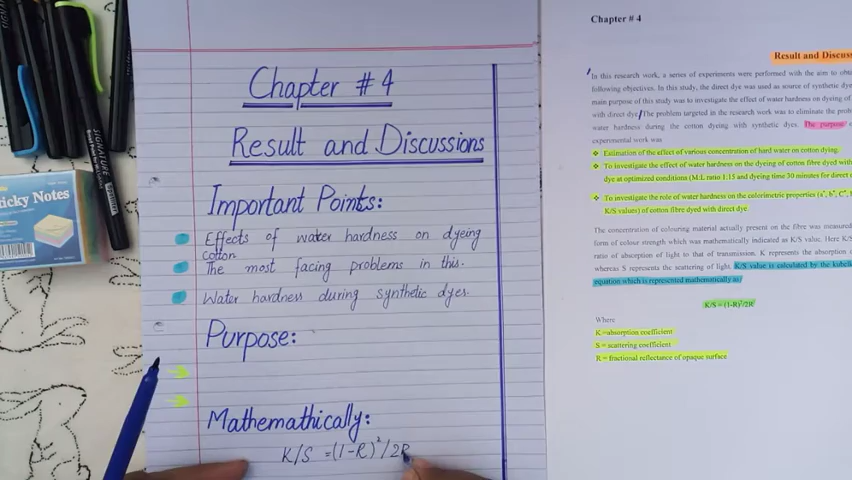 Chapter # 4
Result and Discussions
Important Points:
Effects of water hardness on dyeing
cotton
The most facing problems in this.
Water hardness during synthetic dyes.
Purpose:
Mathemathically:
K/S = (1-R)²/2R
SIGNATURE
icky Notes
Chapter # 4
Result and Discuss
In this research work, a series of experiments were performed with the aim to obta
following objectives. In this study, the direct dye was used as source of synthetic dye
main purpose of this study was to investigate the effect of water hardness on dyeing of
with direct dye. The problem targeted in the research work was to eliminate the prob
water hardness during the cotton dyeing with synthetic dyes. The purpose
experimental work was
❖ Estimation of the effect of various concentration of hard water on cotton dyeing.
❖ To investigate the effect of water hardness on the dyeing of cotton fibre dyed with
dye at optimized conditions (M:L ratio 1:15 and dyeing time 30 minutes for direct d
❖ To investigate the role of water hardness on the colorimetric properties (a*, b*, C*,
K/S values) of cotton fibre dyed with direct dye.
The concentration of colouring material actually present on the fibre was measured
form of colour strength which was mathematically indicated as K/S value. Here K/S
ratio of absorption of light to that of transmission. K represents the absorption
whereas S represents the scattering of light. K/S value is calculated by the kubelk
equation which is represented mathematically as
K/S = (1-R)²/2R
Where
K =absorption coefficient
S = scattering coefficient
R = fractional reflectance of opaque surface